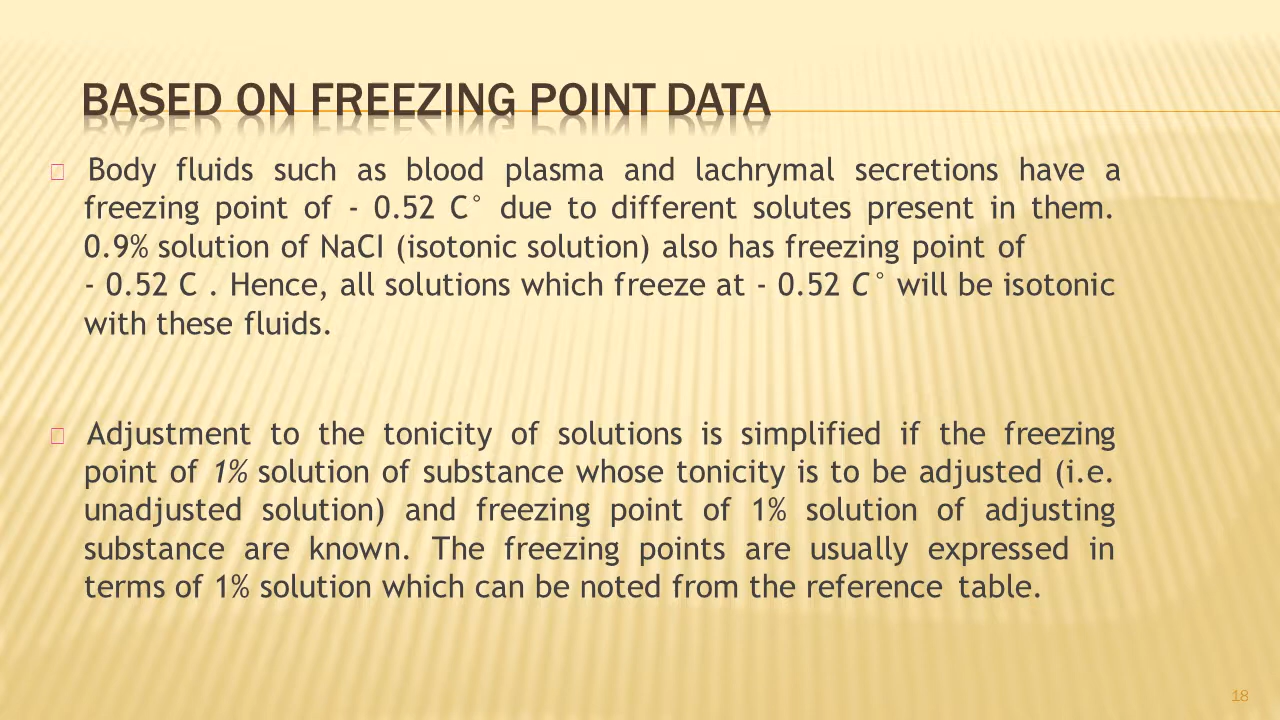 BASED ON FREEZING POINT DATA
Body fluids such as blood plasma and lachrymal secretions have a
freezing point of - 0.52 C° due to different solutes present in them.
0.9% solution of NaCI (isotonic solution) also has freezing point of
- 0.52 C . Hence, all solutions which freeze at - 0.52 C° will be isotonic
with these fluids.
Adjustment to the tonicity of solutions is simplified if the freezing
point of 1% solution of substance whose tonicity is to be adjusted (i.e.
unadjusted solution) and freezing point of 1% solution of adjusting
substance are known. The freezing points are usually expressed in
terms of 1% solution which can be noted from the reference table.
18